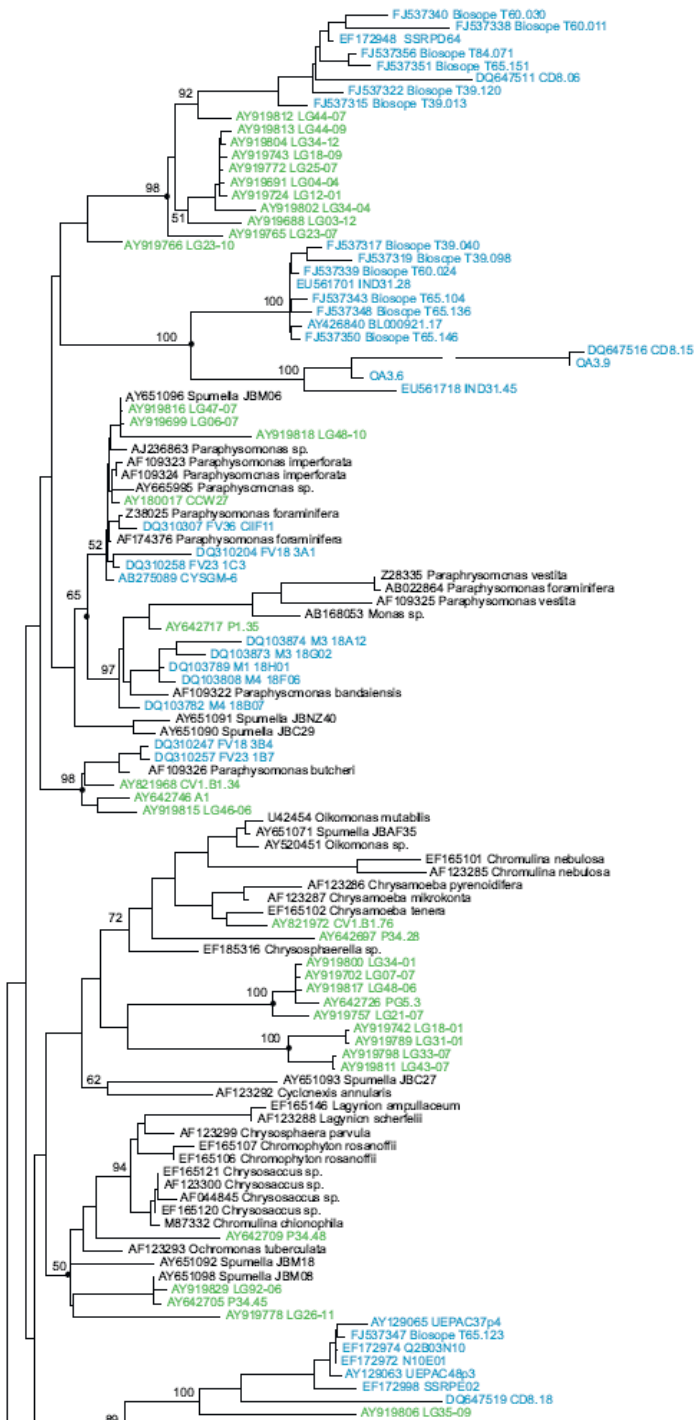 FJ537340 Biosope T60.030
FJ537338 Biosope T60.011
EF172948 SSRPD64
FJ537356 Biosope T84.071
FJ537351 Biosope T65.151
DQ647511 CD8.06
92
FJ537322 Biosope T39.120
FJ537315 Biosope T39.013
AY919812 LG44-07
AY919813 LG44-09
AY919804 LG34-12
AY919743 LG18-09
AY919772 LG25-07
AY919691 LG04-04
98
AY919724 LG12-01
AY919802 LG34-04
51
AY919688 LG03-12
AY919765 LG23-07
AY919766 LG23-10
FJ537317 Biosope T39.040
FJ537319 Biosope T39.098
FJ537339 Biosope T60.024
EU561701 IND31.28
100
FJ537343 Biosope T65.104
FJ537348 Biosope T65.136
AY426840 BL000921.17
100
FJ537350 Biosope T65.146
DQ647516 CD8.15
OA3.9
100
OA3.6
EU561718 IND31.45
AY651096 Spumella JBM06
AY919816 LG47-07
AY919699 LG06-07
AY919818 LG48-10
AJ236863 Paraphysomonas sp.
AF109323 Paraphysomonas imperforata
AF109324 Paraphysomonas imperforata
AY665995 Paraphysomonas sp.
AY180017 CCW27
Z38025 Paraphysomonas foraminifera
DQ310307 FV36 CIIF11
AF174376 Paraphysomonas foraminifera
52
DQ310204 FV18 3A1
DQ310258 FV23 1C3
AB275089 CYSGM-6
Z28335 Paraphrysomonas vestita
AB022864 Paraphysomonas foraminifera
65
AF109325 Paraphysomonas vestita
AB168053 Monas sp.
AY642717 P1.35
DQ103874 M3 18A12
DQ103873 M3 18G02
97
DQ103789 M1 18H01
DQ103808 M4 18F06
AF109322 Paraphyscmonas bandaiensis
DQ103782 M4 18B07
AY651091 Spumella JBNZ40
AY651090 Spumella JBC29
DQ310247 FV18 3B4
DQ310257 FV23 1B7
98
AF109326 Paraphysomonas butcheri
AY821968 CV1.B1.34
AY642746 A1
AY919815 LG46-06
U42454 Oikomonas mutabilis
AY651071 Spumella JBAF35
AY520451 Oikomonas sp.
EF165101 Chromulina nebulosa
AF123285 Chromulina nebulosa
AF123286 Chrysamoeba pyrenoidifera
AF123287 Chrysamoeba mikrokonta
EF165102 Chrysamoeba tenera
72
AY821972 CV1.B1.76
AY642697 P34.28
EF185316 Chrysosphaerella sp.
AY919800 LG34-01
AY919702 LG07-07
AY919817 LG48-06
100
AY642726 PG5.3
AY919757 LG21-07
AY919742 LG18-01
100
AY919789 LG31-01
AY919798 LG33-07
AY919811 LG43-07
62
AY651093 Spumella JBC27
AF123292 Cyclonexis annularis
EF165146 Lagynion ampullaceum
AF123288 Lagynion scherfelii
AF123299 Chrysosphaera parvula
EF165107 Chromophyton rosanoffii
EF165106 Chromophyton rosanoffii
94
EF165121 Chrysosaccus sp.
AF123300 Chrysosaccus sp.
AF044845 Chrysosaccus sp.
EF165120 Chrysosaccus sp.
M87332 Chromulina chionophila
AY642709 P34.48
AF123293 Ochromonas tuberculata
50
AY651092 Spumella JBM18
AY651098 Spumella JBM08
AY919829 LG92-06
AY642705 P34.45
AY919778 LG26-11
AY129065 UEPAC37p4
FJ537347 Biosope T65.123
EF172974 Q2B03N10
EF172972 N10E01
AY129063 UEPAC48p3
100
EF172998 SSRPE02
DQ647519 CD8.18
AY919806 LG35-09
89